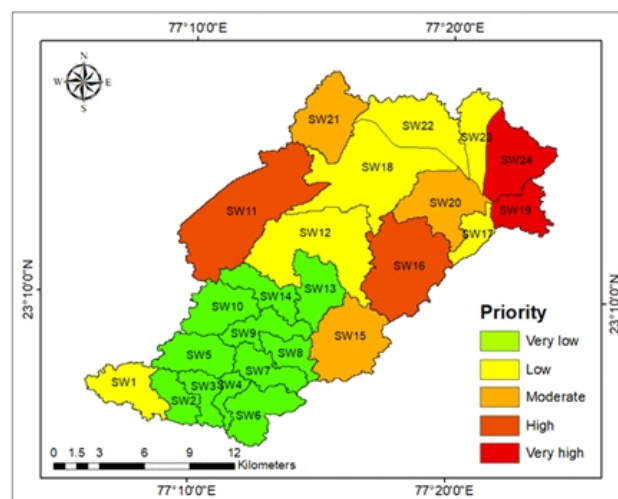 77°10'0"E 77°20'0"E
N
W E
S
SW21
SW22
SW23
SW24
SW18
SW20
SW19
SW11
SW12
SW17
SW16
23°10'0"N
23°10'0"N
SW13
SW14
SW10
SW9
SW15
SW8
SW5
SW7
SW1
SW3 SW4
SW2
SW6
Priority
Very low
Low
Moderate
High
Very high
0 1.5 3 6 9 12
Kilometers
77°10'0"E 77°20'0"E